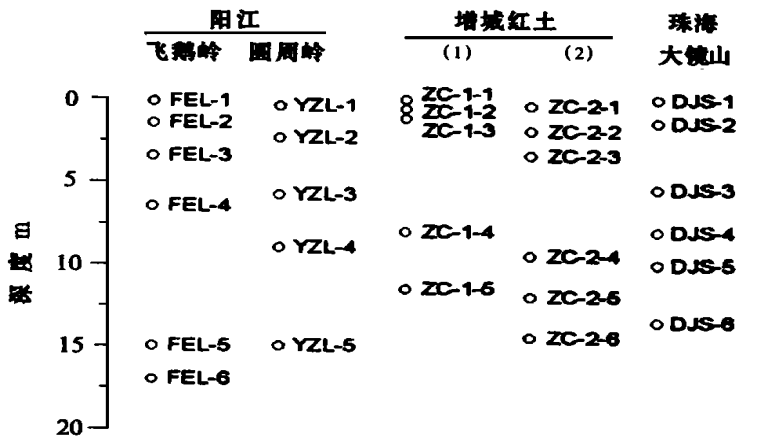 阳江 增城红土 珠海
飞鹅岭 圆周岭 (1) (2) 大镜山
0 FEL-1 YZL-1 ZC-1-1 ZC-2-1 DJS-1
FEL-2 YZL-2 ZC-1-2 ZC-2-2 DJS-2
FEL-3 ZC-1-3 ZC-2-3
5 FEL-4 YZL-3 DJS-3
YZL-4 ZC-1-4 ZC-2-4 DJS-4
10 ZC-1-5 ZC-2-5 DJS-5
15 FEL-5 YZL-5 ZC-2-6 DJS-6
FEL-6
20
深度 m